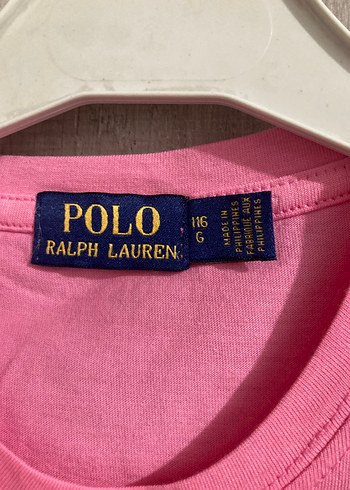 POLO
RALPH LAUREN
116
G
MADE IN
PHILIPPINES
FABRIQUÉ AUX
PHILIPPINES